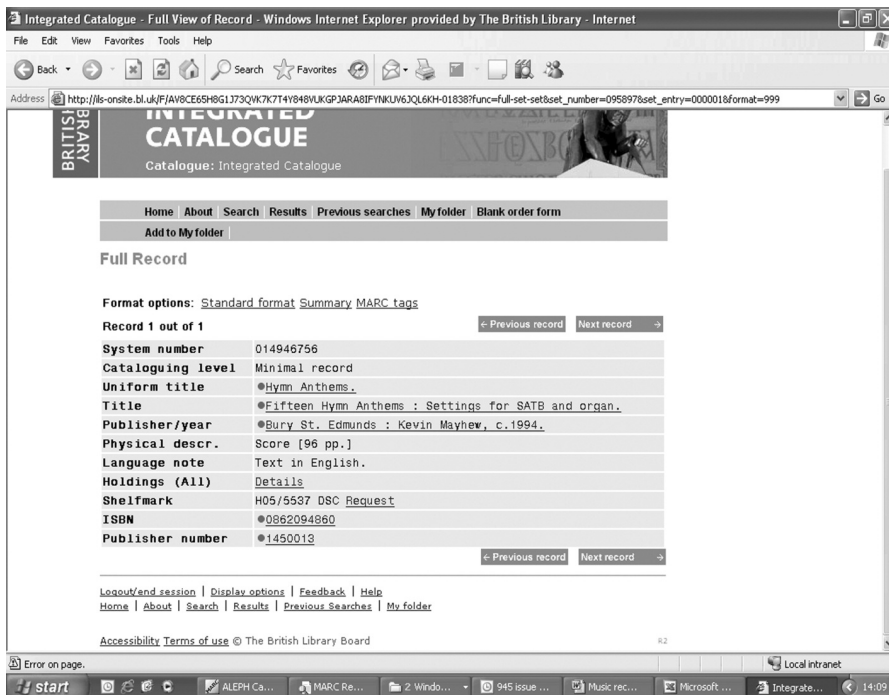 Integrated Catalogue - Full View of Record - Windows Internet Explorer provided by The British Library - Internet
File Edit View Favorites Tools Help
Back Search Favorites
Address http://ils-onsite.bl.uk/F/AV8CE65H8G1J73QVK7K7T4Y848VUKGPJARA8IFYNKUV6JQL6KH-01838?func=full-set-set&set_number=095897&set_entry=000001&format=999 Go
BRITISH LIBRARY
INTEGRATED
CATALOGUE
Catalogue: Integrated Catalogue
Home About Search Results Previous searches My folder Blank order form
Add to My folder
Full Record
Format options: Standard format Summary MARC tags
Record 1 out of 1 ← Previous record Next record →
System number 014946756
Cataloguing level Minimal record
Uniform title Hymn Anthems.
Title Fifteen Hymn Anthems : Settings for SATB and organ.
Publisher/year Bury St. Edmunds : Kevin Mayhew, c.1994.
Physical descr. Score [96 pp.]
Language note Text in English.
Holdings (All) Details
Shelfmark H05/5537 DSC Request
ISBN 0862094860
Publisher number 1450013
← Previous record Next record →
Logout/end session | Display options | Feedback | Help
Home | About | Search | Results | Previous Searches | My folder
Accessibility Terms of use © The British Library Board R2
Error on page. Local intranet
start ALEPH Ca... MARC Re... 2 Windo... 945 issue ... Music rec... Microsoft ... Integrate... 14:09